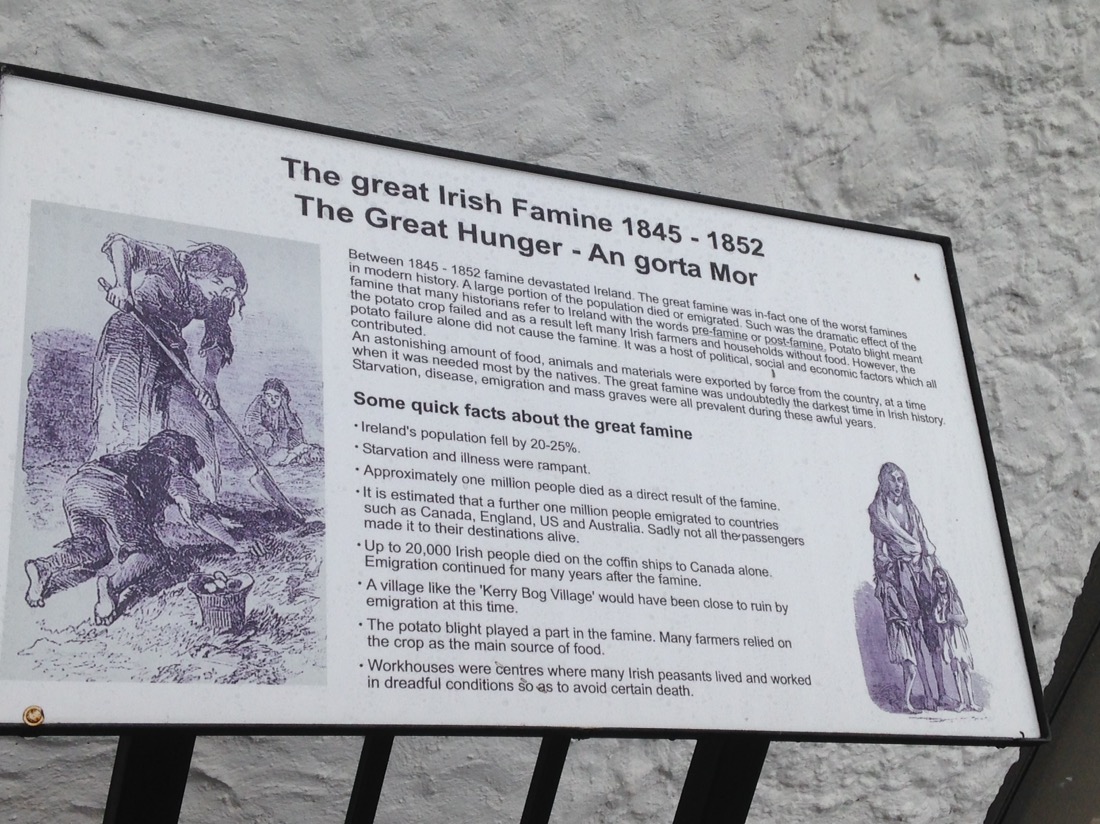 The great Irish Famine 1845 - 1852
The Great Hunger - An gorta Mor
Between 1845 - 1852 famine devastated Ireland. The great famine was in-fact one of the worst famines
in modern history. A large portion of the population died or emigrated. Such was the dramatic effect of the
famine that many historians refer to Ireland with the words pre-famine or post-famine. Potato blight meant
the potato crop failed and as a result left many Irish farmers and households without food. However, the
potato failure alone did not cause the famine. It was a host of political, social and economic factors which all
contributed.
An astonishing amount of food, animals and materials were exported by force from the country, at a time
when it was needed most by the natives. The great famine was undoubtedly the darkest time in Irish history.
Starvation, disease, emigration and mass graves were all prevalent during these awful years.
Some quick facts about the great famine
• Ireland's population fell by 20-25%.
• Starvation and illness were rampant.
• Approximately one million people died as a direct result of the famine.
• It is estimated that a further one million people emigrated to countries
such as Canada, England, US and Australia. Sadly not all the passengers
made it to their destinations alive.
• Up to 20,000 Irish people died on the coffin ships to Canada alone.
Emigration continued for many years after the famine.
• A village like the 'Kerry Bog Village' would have been close to ruin by
emigration at this time.
• The potato blight played a part in the famine. Many farmers relied on
the crop as the main source of food.
• Workhouses were centres where many Irish peasants lived and worked
in dreadful conditions so as to avoid certain death.